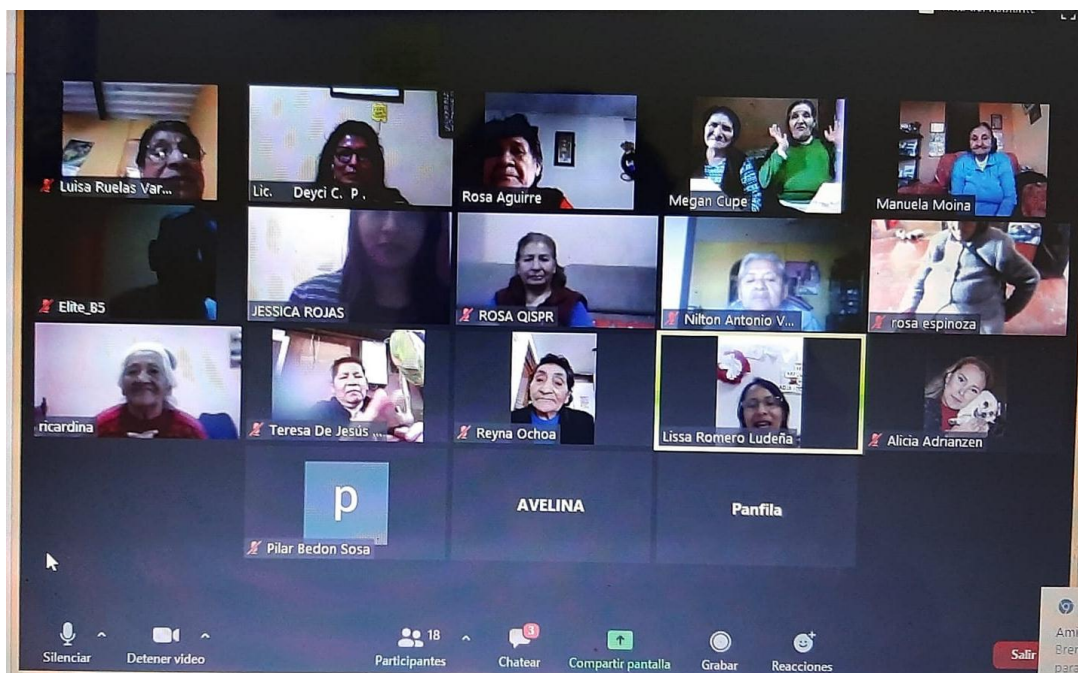 Luisa Ruelas Var...
Lic. Deyci C. P.
Rosa Aguirre
Megan Cupe
Manuela Moina
Elite_B5
JESSICA ROJAS
ROSA QISPR
Nilton Antonio V...
rosa espinoza
ricardina
Teresa De Jesús ...
Reyna Ochoa
Lissa Romero Ludeña
Alicia Adrianzen
p
Pilar Bedon Sosa
AVELINA
Panfila
Silenciar
Detener video
18
Participantes
3
Chatear
Compartir pantalla
Grabar
Reacciones
Salir
para